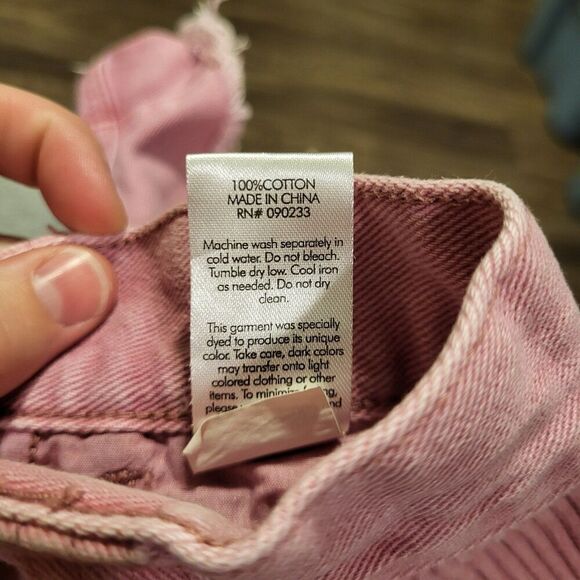 100%COTTON
MADE IN CHINA
RN# 090233
Machine wash separately in
cold water. Do not bleach.
Tumble dry low. Cool iron
as needed. Do not dry
clean.
This garment was specially
dyed to produce its unique
color. Take care, dark colors
may transfer onto light
colored clothing or other
items. To minimize